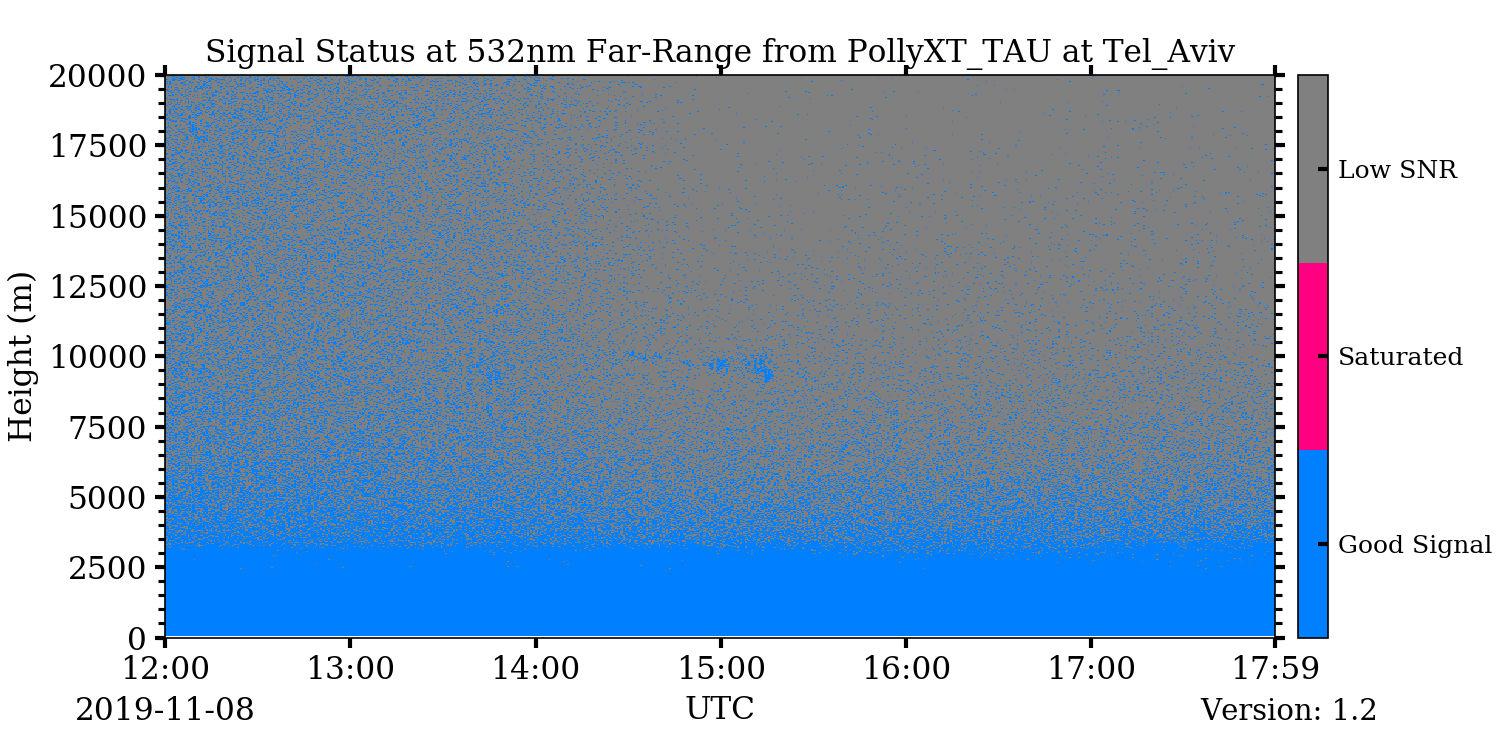 Signal Status at 532nm Far-Range from PollyXT_TAU at Tel_Aviv
Height (m)
20000
17500
15000
12500
10000
7500
5000
2500
0
12:00 13:00 14:00 15:00 16:00 17:00 17:59
2019-11-08 UTC Version: 1.2
Low SNR
Saturated
Good Signal